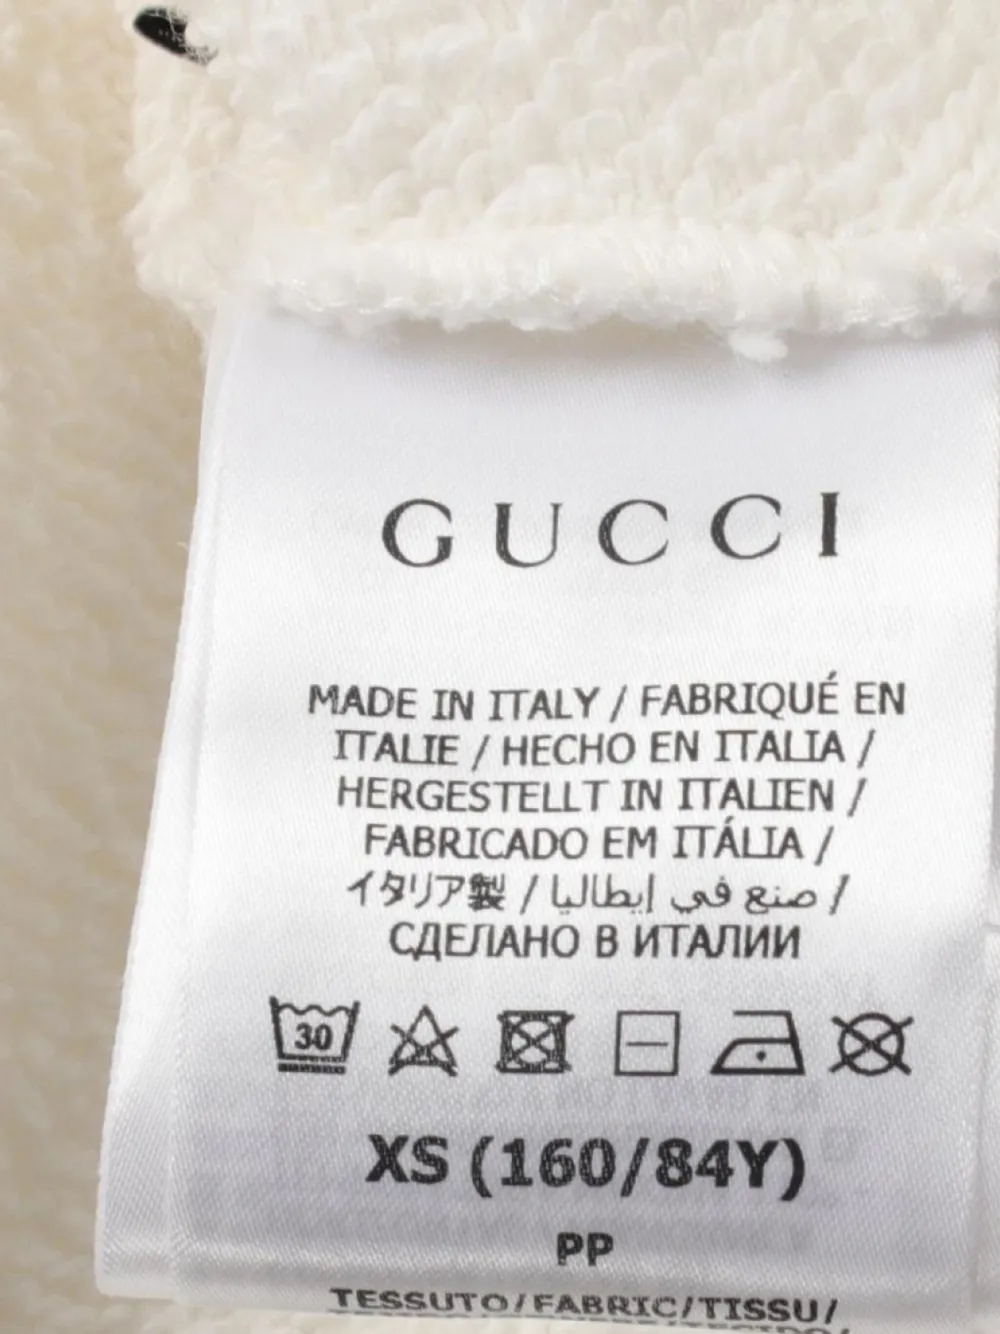 GUCCI
MADE IN ITALY / FABRIQUÉ EN
ITALIE / HECHO EN ITALIA /
HERGESTELLT IN ITALIEN /
FABRICADO EM ITÁLIA /
イタリア製 / صنع في إيطاليا /
СДЕЛАНО В ИТАЛИИ
30
XS (160/84Y)
PP
TESSUTO/FABRIC/TISSU/